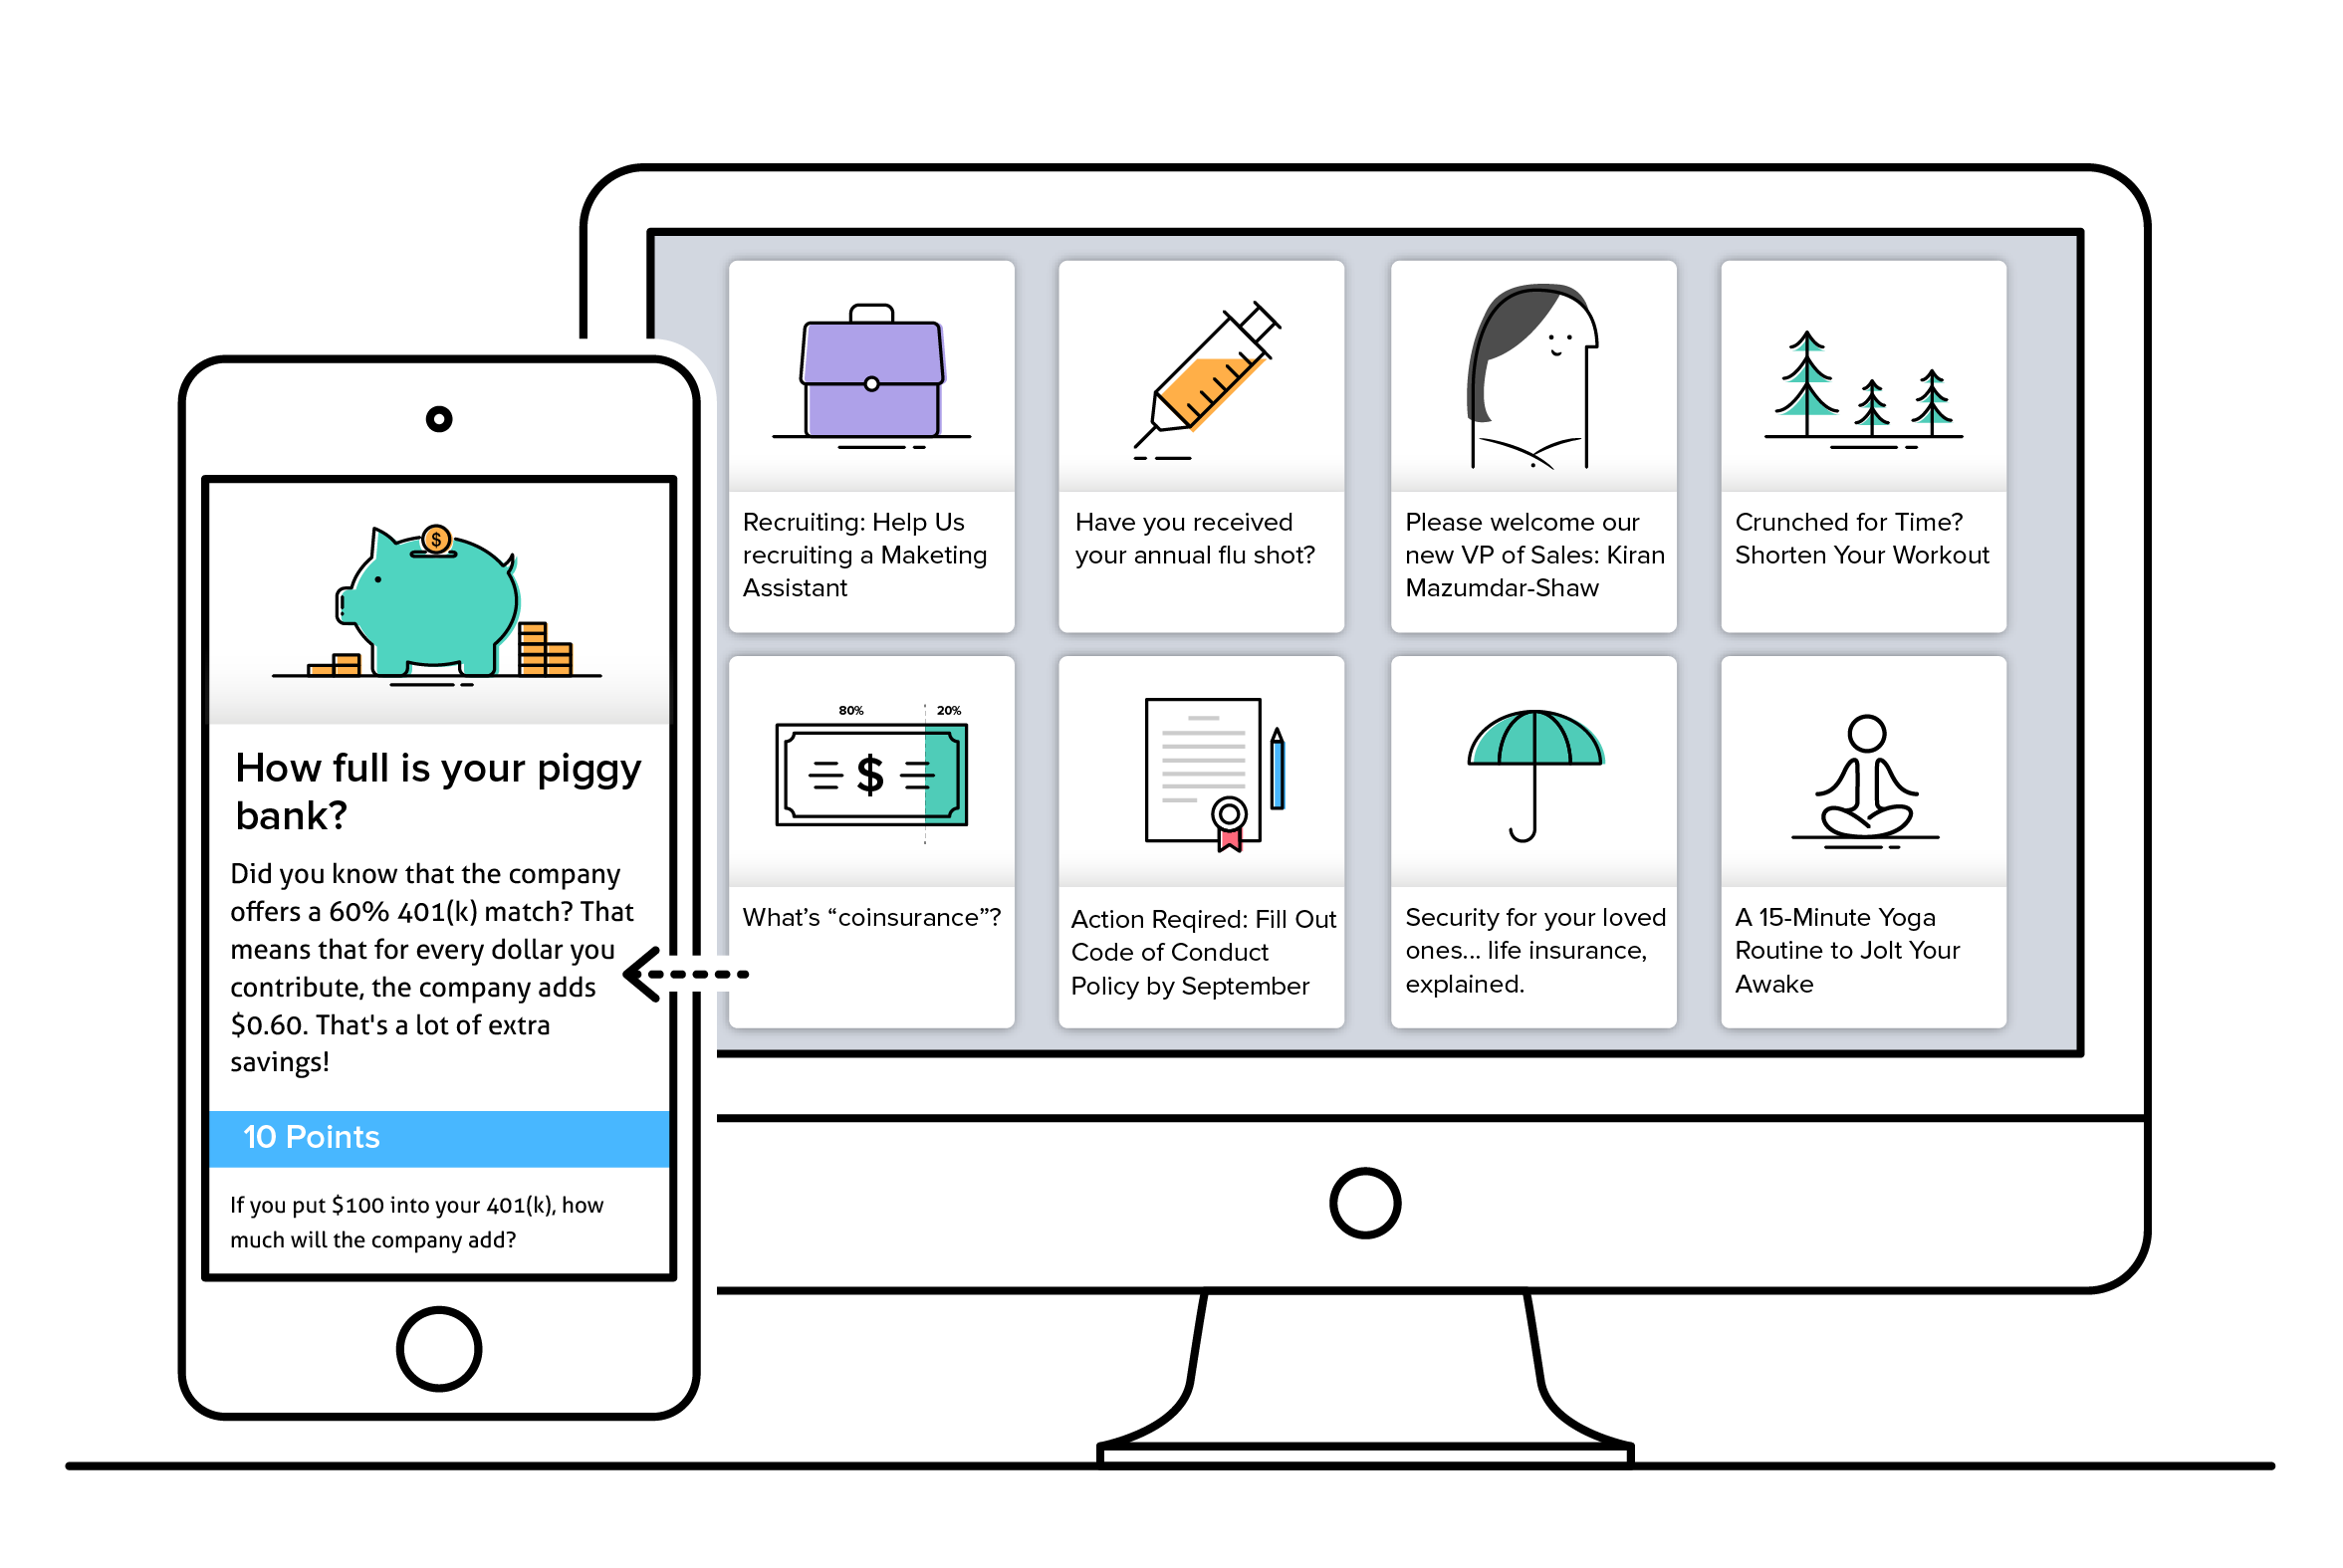 $
How full is your piggy
bank?
Did you know that the company
offers a 60% 401(k) match? That
means that for every dollar you
contribute, the company adds
$0.60. That's a lot of extra
savings!
10 Points
If you put $100 into your 401(k), how
much will the company add?
Recruiting: Help Us
recruiting a Maketing
Assistant
Have you received
your annual flu shot?
Please welcome our
new VP of Sales: Kiran
Mazumdar-Shaw
Crunched for Time?
Shorten Your Workout
80% 20%
$
What’s “coinsurance”?
Action Reqired: Fill Out
Code of Conduct
Policy by September
Security for your loved
ones... life insurance,
explained.
A 15-Minute Yoga
Routine to Jolt Your
Awake